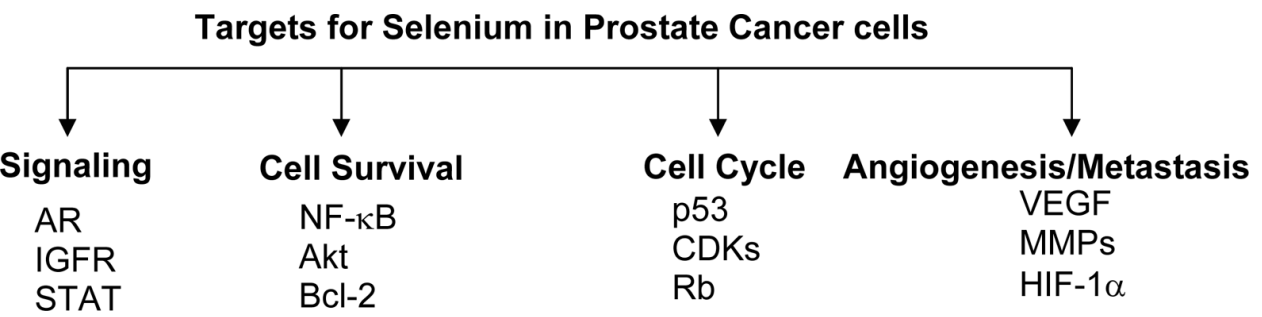 Targets for Selenium in Prostate Cancer cells
Signaling
AR
IGFR
STAT
Cell Survival
NF-κB
Akt
Bcl-2
Cell Cycle
p53
CDKs
Rb
Angiogenesis/Metastasis
VEGF
MMPs
HIF-1α